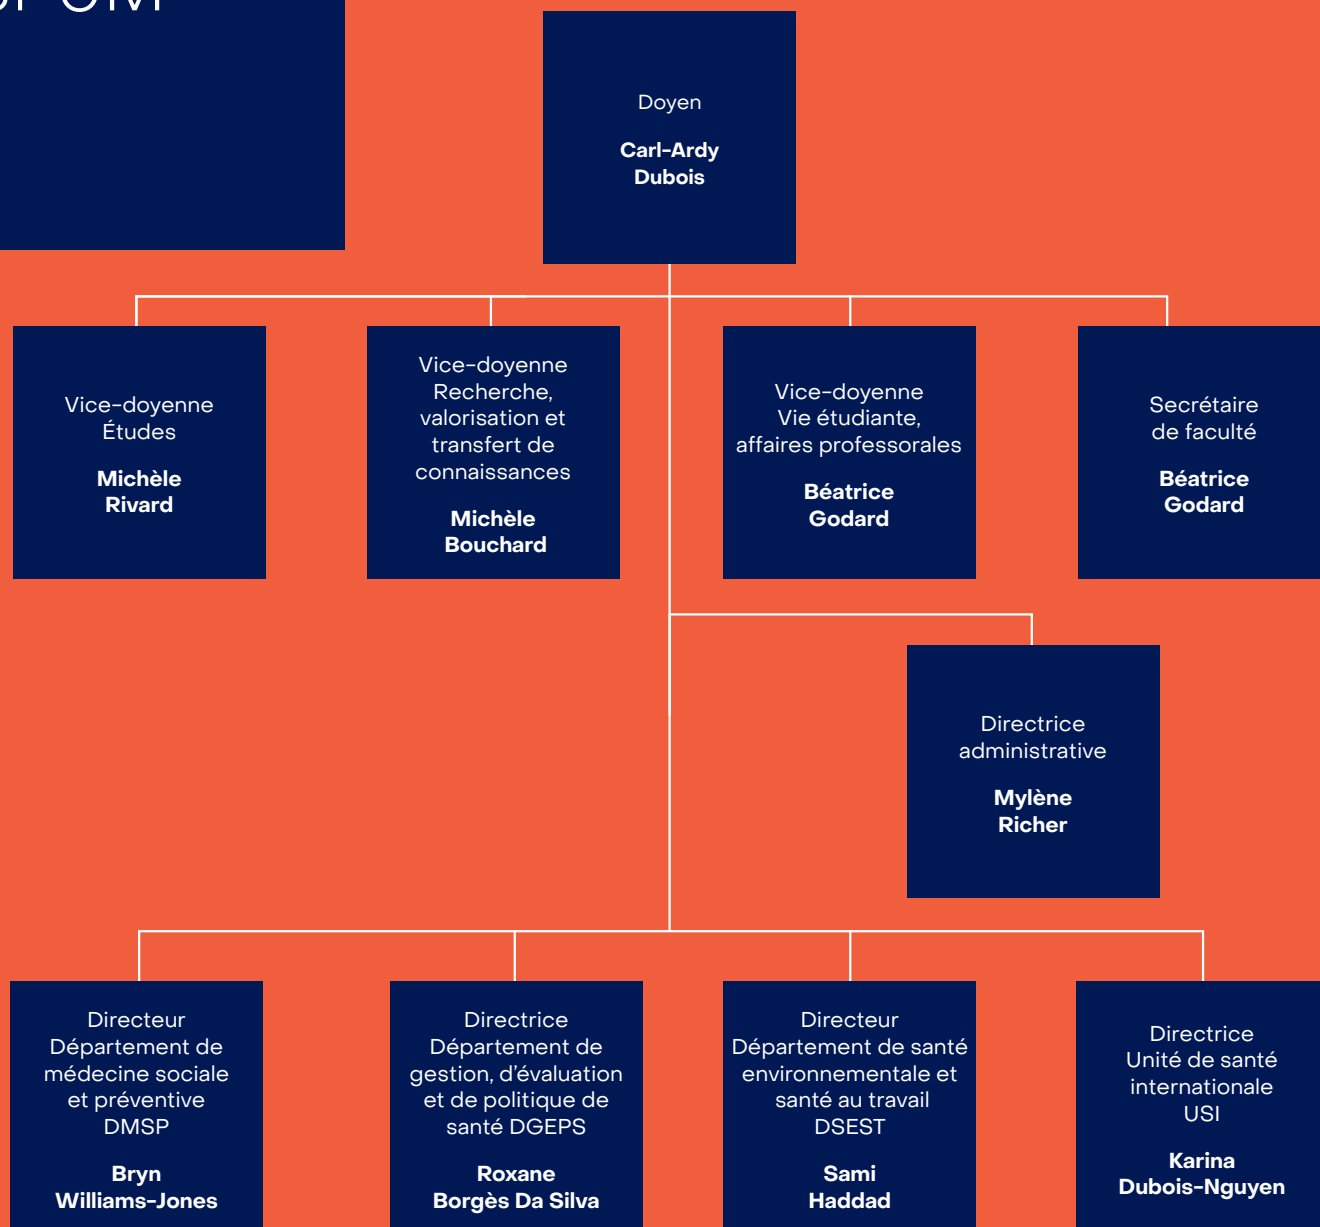 Doyen
Carl-Ardy
Dubois
Vice-doyenne
Études
Michèle
Rivard
Vice-doyenne
Recherche,
valorisation et
transfert de
connaissances
Michèle
Bouchard
Vice-doyenne
Vie étudiante,
affaires professorales
Béatrice
Godard
Secrétaire
de faculté
Béatrice
Godard
Directrice
administrative
Mylène
Richer
Directeur
Département de
médecine sociale
et préventive
DMSP
Bryn
Williams-Jones
Directrice
Département de
gestion, d’évaluation
et de politique de
santé DGEPS
Roxane
Borgès Da Silva
Directeur
Département de santé
environnementale et
santé au travail
DSEST
Sami
Haddad
Directrice
Unité de santé
internationale
USI
Karina
Dubois-Nguyen